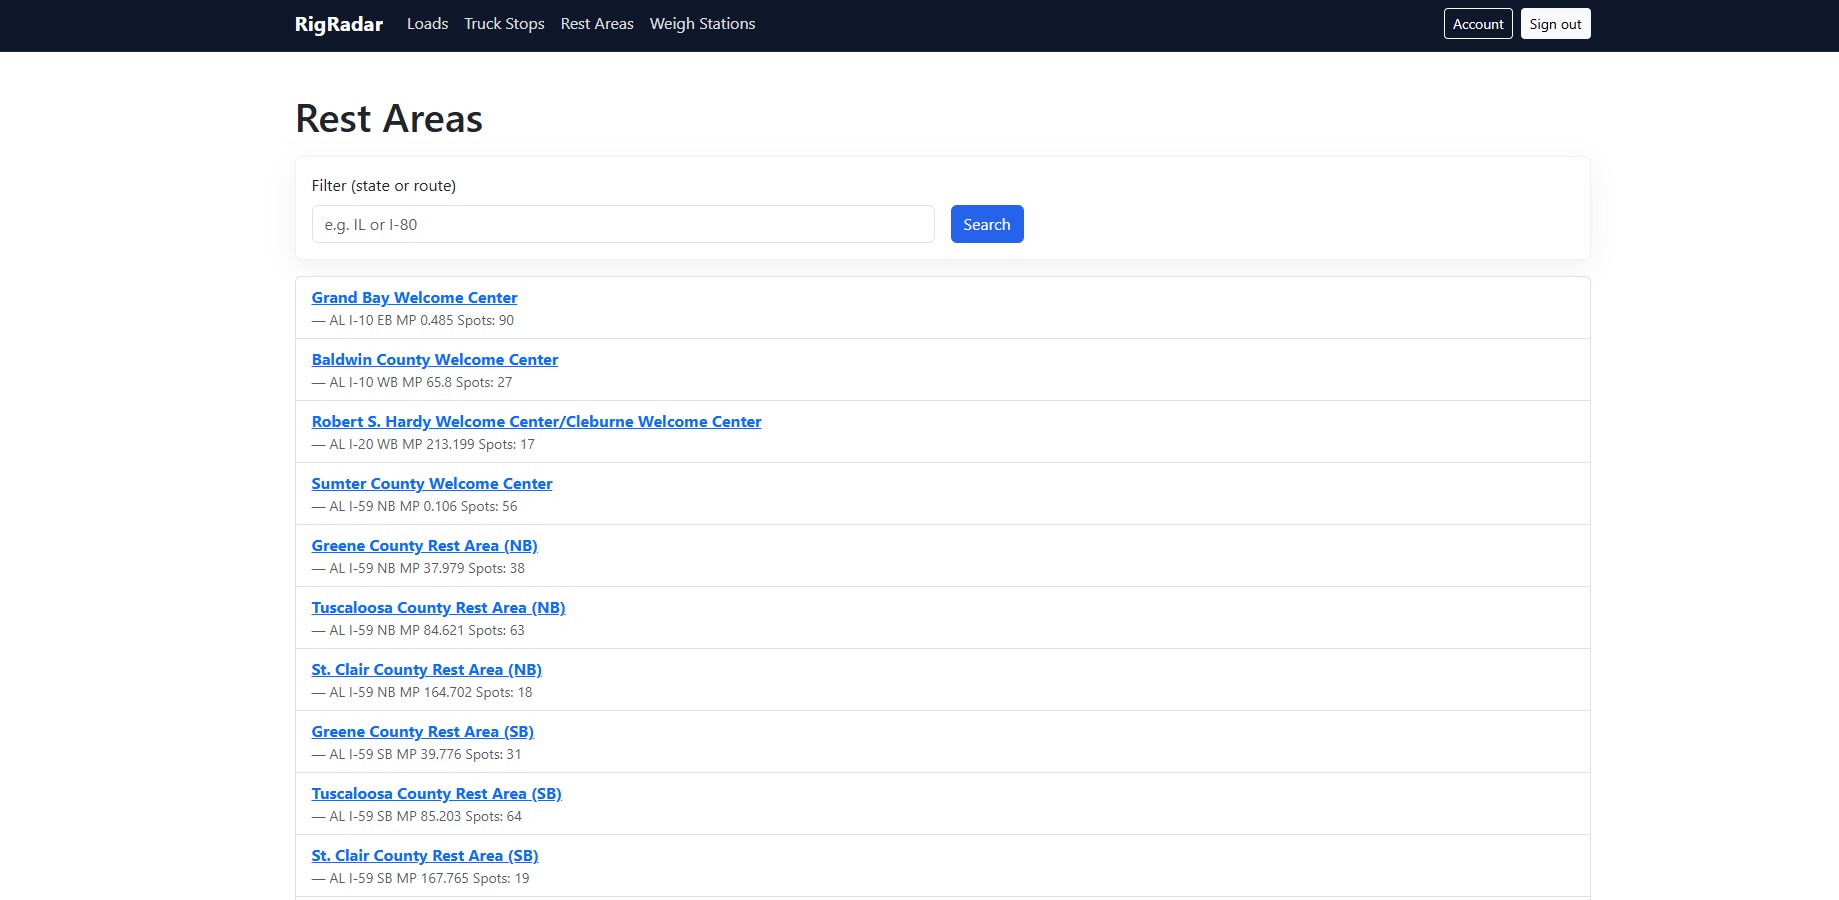 RigRadar Loads Truck Stops Rest Areas Weigh Stations Account Sign out
Rest Areas
Filter (state or route)
e.g. IL or I-80 Search
Grand Bay Welcome Center
— AL I-10 EB MP 0.485 Spots: 90
Baldwin County Welcome Center
— AL I-10 WB MP 65.8 Spots: 27
Robert S. Hardy Welcome Center/Cleburne Welcome Center
— AL I-20 WB MP 213.199 Spots: 17
Sumter County Welcome Center
— AL I-59 NB MP 0.106 Spots: 56
Greene County Rest Area (NB)
— AL I-59 NB MP 37.979 Spots: 38
Tuscaloosa County Rest Area (NB)
— AL I-59 NB MP 84.621 Spots: 63
St. Clair County Rest Area (NB)
— AL I-59 NB MP 164.702 Spots: 18
Greene County Rest Area (SB)
— AL I-59 SB MP 39.776 Spots: 31
Tuscaloosa County Rest Area (SB)
— AL I-59 SB MP 85.203 Spots: 64
St. Clair County Rest Area (SB)
— AL I-59 SB MP 167.765 Spots: 19